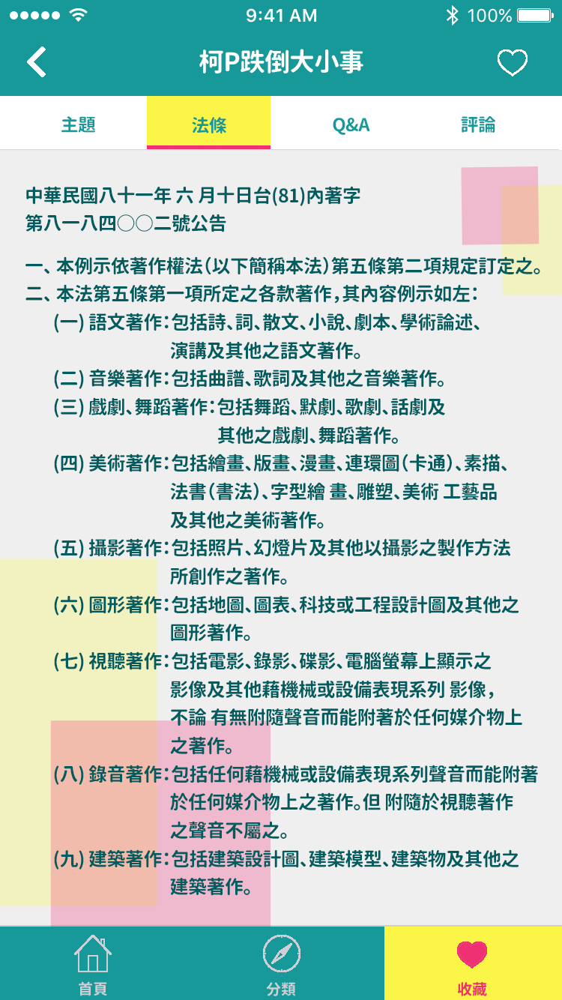 9:41 AM 100%
柯P跌倒大小事
主題 法條 Q&A 評論
中華民國八十一年 六 月十日台(81)內著字
第八一八四○○二號公告
一、本例示依著作權法(以下簡稱本法)第五條第二項規定訂定之。
二、本法第五條第一項所定之各款著作,其內容例示如左:
(一) 語文著作:包括詩、詞、散文、小說、劇本、學術論述、
演講及其他之語文著作。
(二) 音樂著作:包括曲譜、歌詞及其他之音樂著作。
(三) 戲劇、舞蹈著作:包括舞蹈、默劇、歌劇、話劇及
其他之戲劇、舞蹈著作。
(四) 美術著作:包括繪畫、版畫、漫畫、連環圖(卡通)、素描、
法書(書法)、字型繪 畫、雕塑、美術 工藝品
及其他之美術著作。
(五) 攝影著作:包括照片、幻燈片及其他以攝影之製作方法
所創作之著作。
(六) 圖形著作:包括地圖、圖表、科技或工程設計圖及其他之
圖形著作。
(七) 視聽著作:包括電影、錄影、碟影、電腦螢幕上顯示之
影像及其他藉機械或設備表現系列 影像,
不論 有無附隨聲音而能附著於任何媒介物上
之著作。
(八) 錄音著作:包括任何藉機械或設備表現系列聲音而能附著
於任何媒介物上之著作。但 附隨於視聽著作
之聲音不屬之。
(九) 建築著作:包括建築設計圖、建築模型、建築物及其他之
建築著作。
首頁 分類 收藏